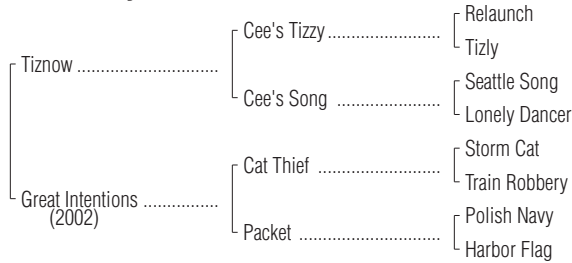 Relaunch
Cee's Tizzy ........................
Tizly
Tiznow ..............................
Seattle Song
Cee's Song ......................
Lonely Dancer
Storm Cat
Cat Thief ..........................
Train Robbery
Great Intentions ................
(2002)
Polish Navy
Packet ..............................
Harbor Flag